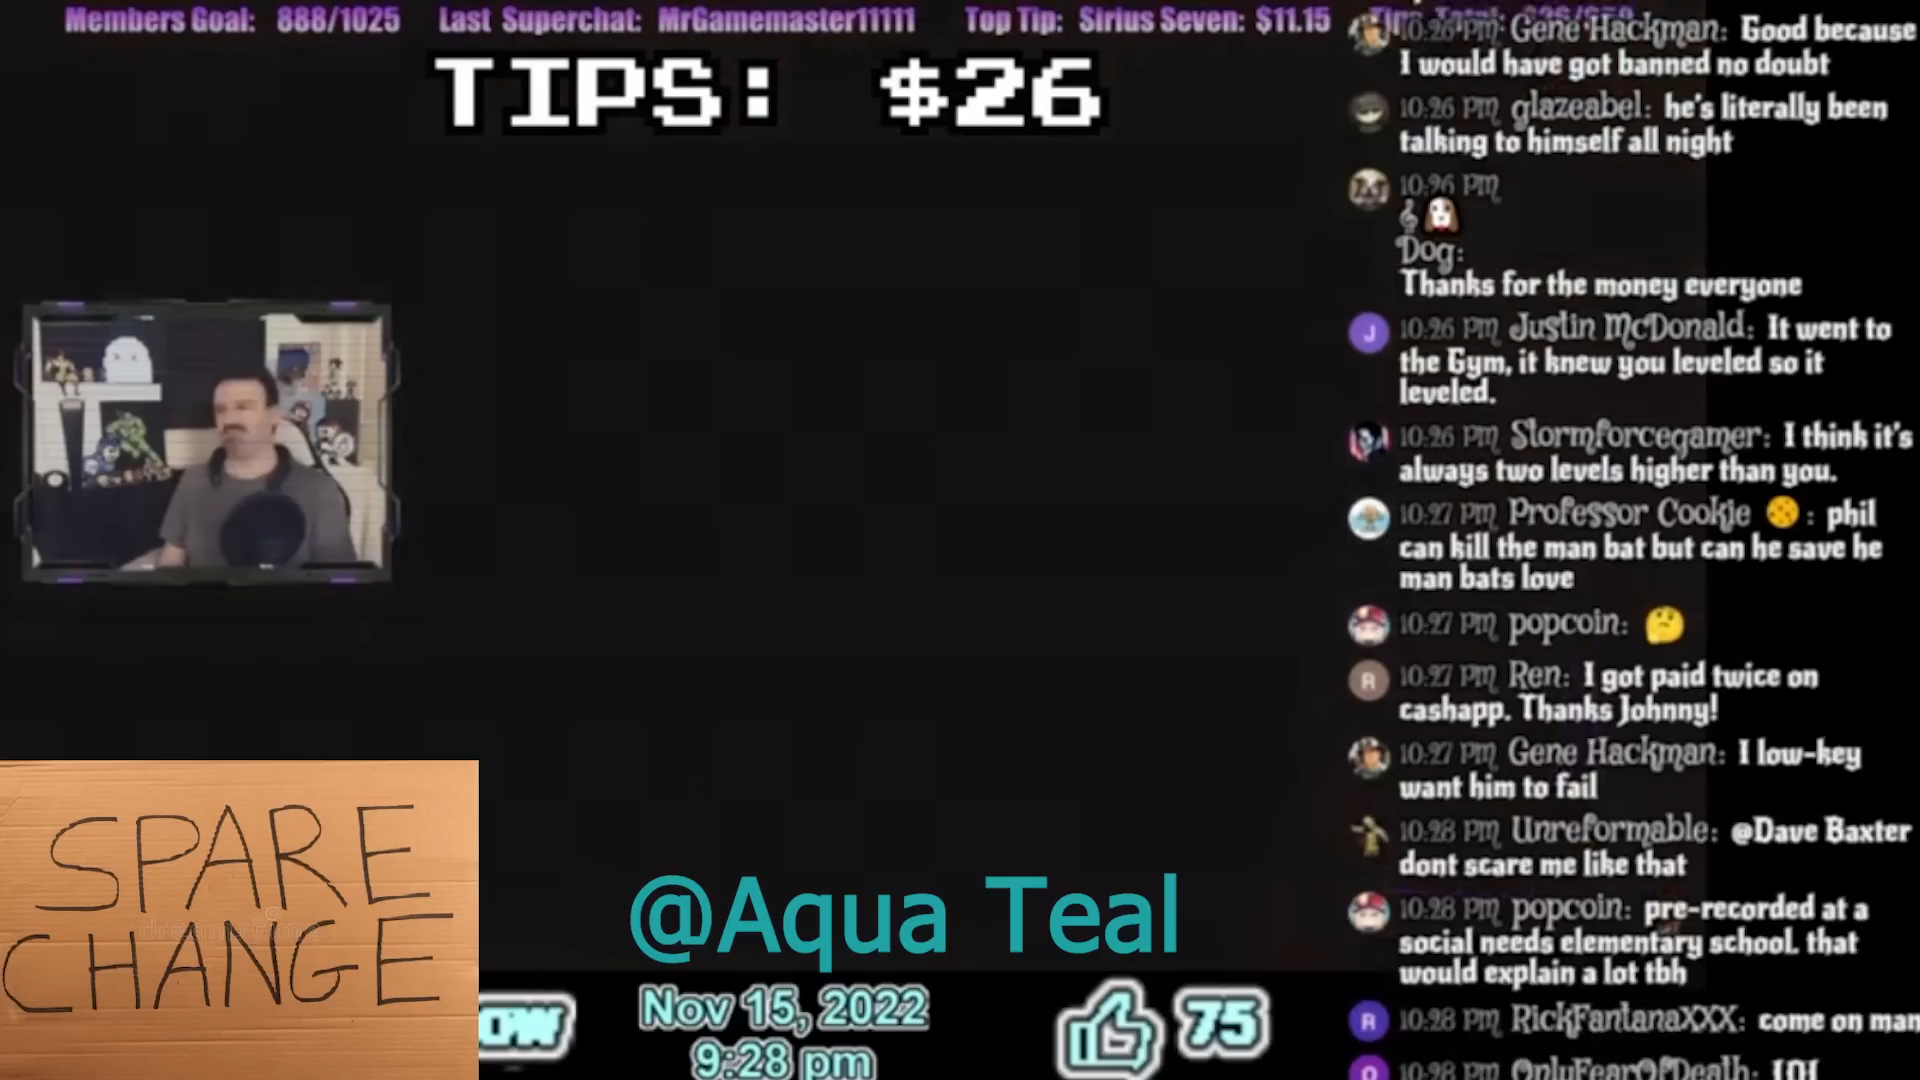 Members Goal: 888/1025 Last Superchat: MrGamemaster11111 Top Tip: Sirius Seven: $11.15
TIPS: $26
10:26 PM Gene Hackman: Good because
I would have got banned no doubt
10:26 PM glazeabel: he's literally been
talking to himself all night
10:26 PM
Dog:
Thanks for the money everyone
J 10:26 PM Justin McDonald: It went to
the Gym, it knew you leveled so it
leveled.
10:26 PM Stormforcegamer: I think it's
always two levels higher than you.
10:27 PM Professor Cookie 🍪: phil
can kill the man bat but can he save he
man bats love
10:27 PM popcoin: 🤔
R 10:27 PM Ren: I got paid twice on
cashapp. Thanks Johnny!
10:27 PM Gene Hackman: I low-key
want him to fail
10:28 PM Unreformable: @Dave Baxter
dont scare me like that
10:28 PM popcoin: pre-recorded at a
social needs elementary school. that
would explain a lot tbh
R 10:28 PM RickFantanaXXX: come on man
O 10:28 PM OnlyFearOfDeath: LOL
SPARE
CHANGE
@Aqua Teal
Nov 15, 2022
9:28 pm
75